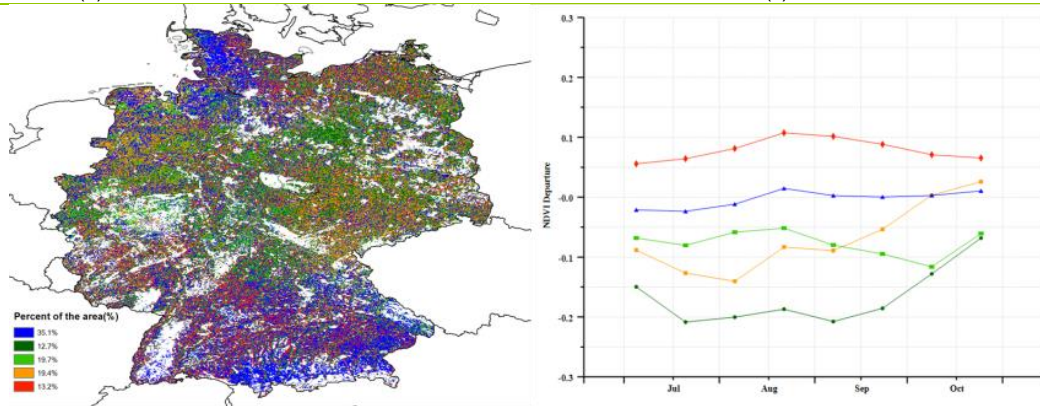 Percent of the area(%)
35.1%
12.7%
19.7%
19.4%
13.2%
0.3
0.2
0.1
-0.0
-0.1
-0.2
-0.3
NDVI Departure
Jul
Aug
Sep
Oct